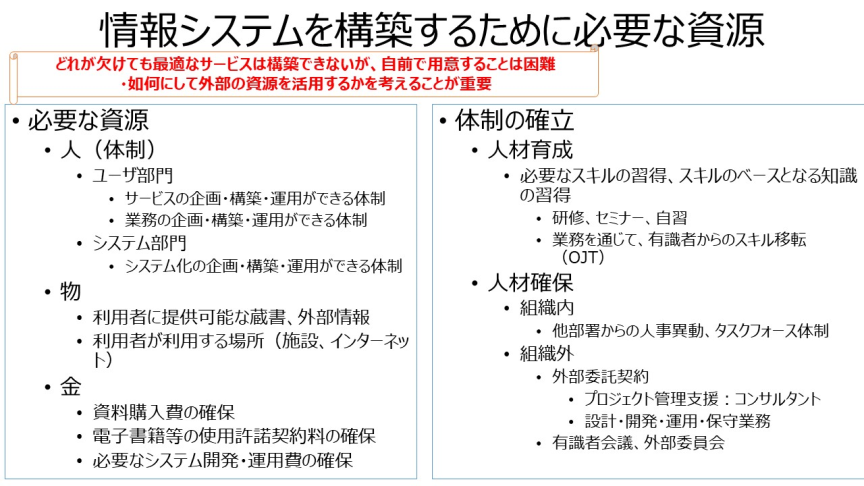 情報システムを構築するために必要な資源
どれが欠けても最適なサービスは構築できないが、自前で用意することは困難
・如何にして外部の資源を活用するかを考えることが重要
• 必要な資源
• 人（体制）
• ユーザ部門
• サービスの企画・構築・運用ができる体制
• 業務の企画・構築・運用ができる体制
• システム部門
• システム化の企画・構築・運用ができる体制
• 物
• 利用者に提供可能な蔵書、外部情報
• 利用者が利用する場所（施設、インターネッ
ト）
• 金
• 資料購入費の確保
• 電子書籍等の使用許諾契約料の確保
• 必要なシステム開発・運用費の確保
• 体制の確立
• 人材育成
• 必要なスキルの習得、スキルのベースとなる知識
の習得
• 研修、セミナー、自習
• 業務を通じて、有識者からのスキル移転
（OJT）
• 人材確保
• 組織内
• 他部署からの人事異動、タスクフォース体制
• 組織外
• 外部委託契約
• プロジェクト管理支援：コンサルタント
• 設計・開発・運用・保守業務
• 有識者会議、外部委員会